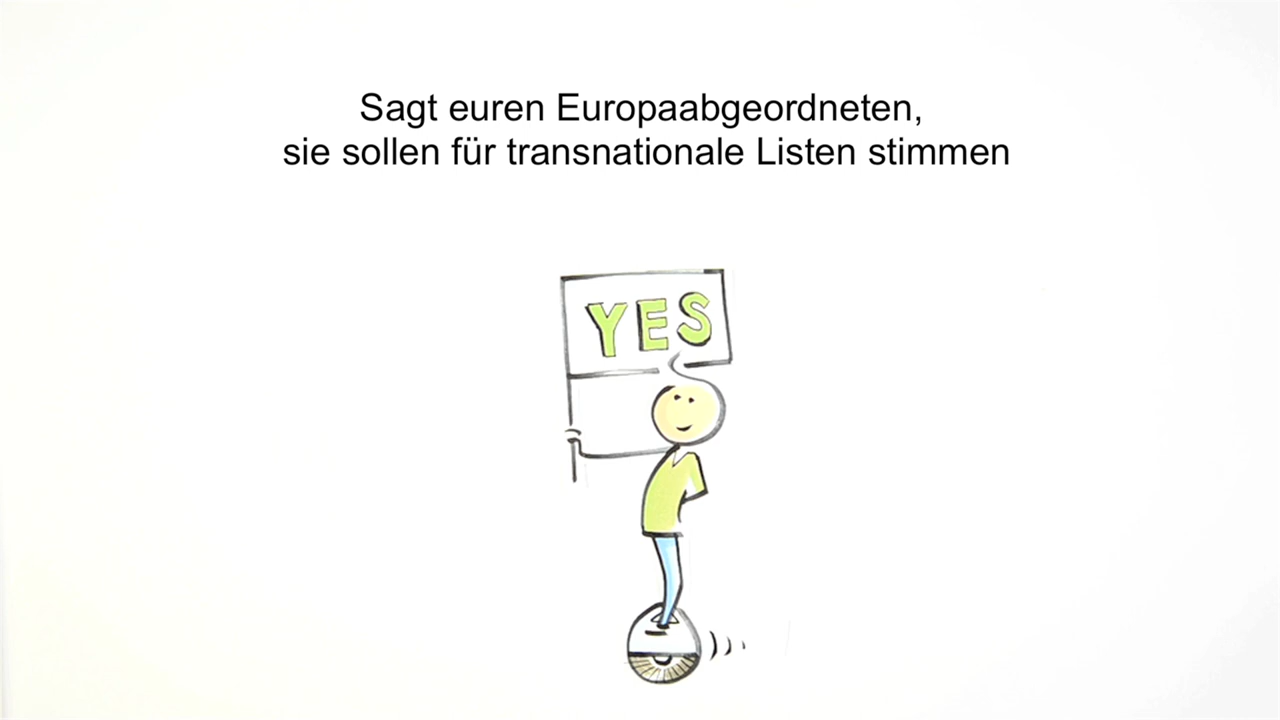 Sagt euren Europaabgeordneten,
sie sollen für transnationale Listen stimmen
YES